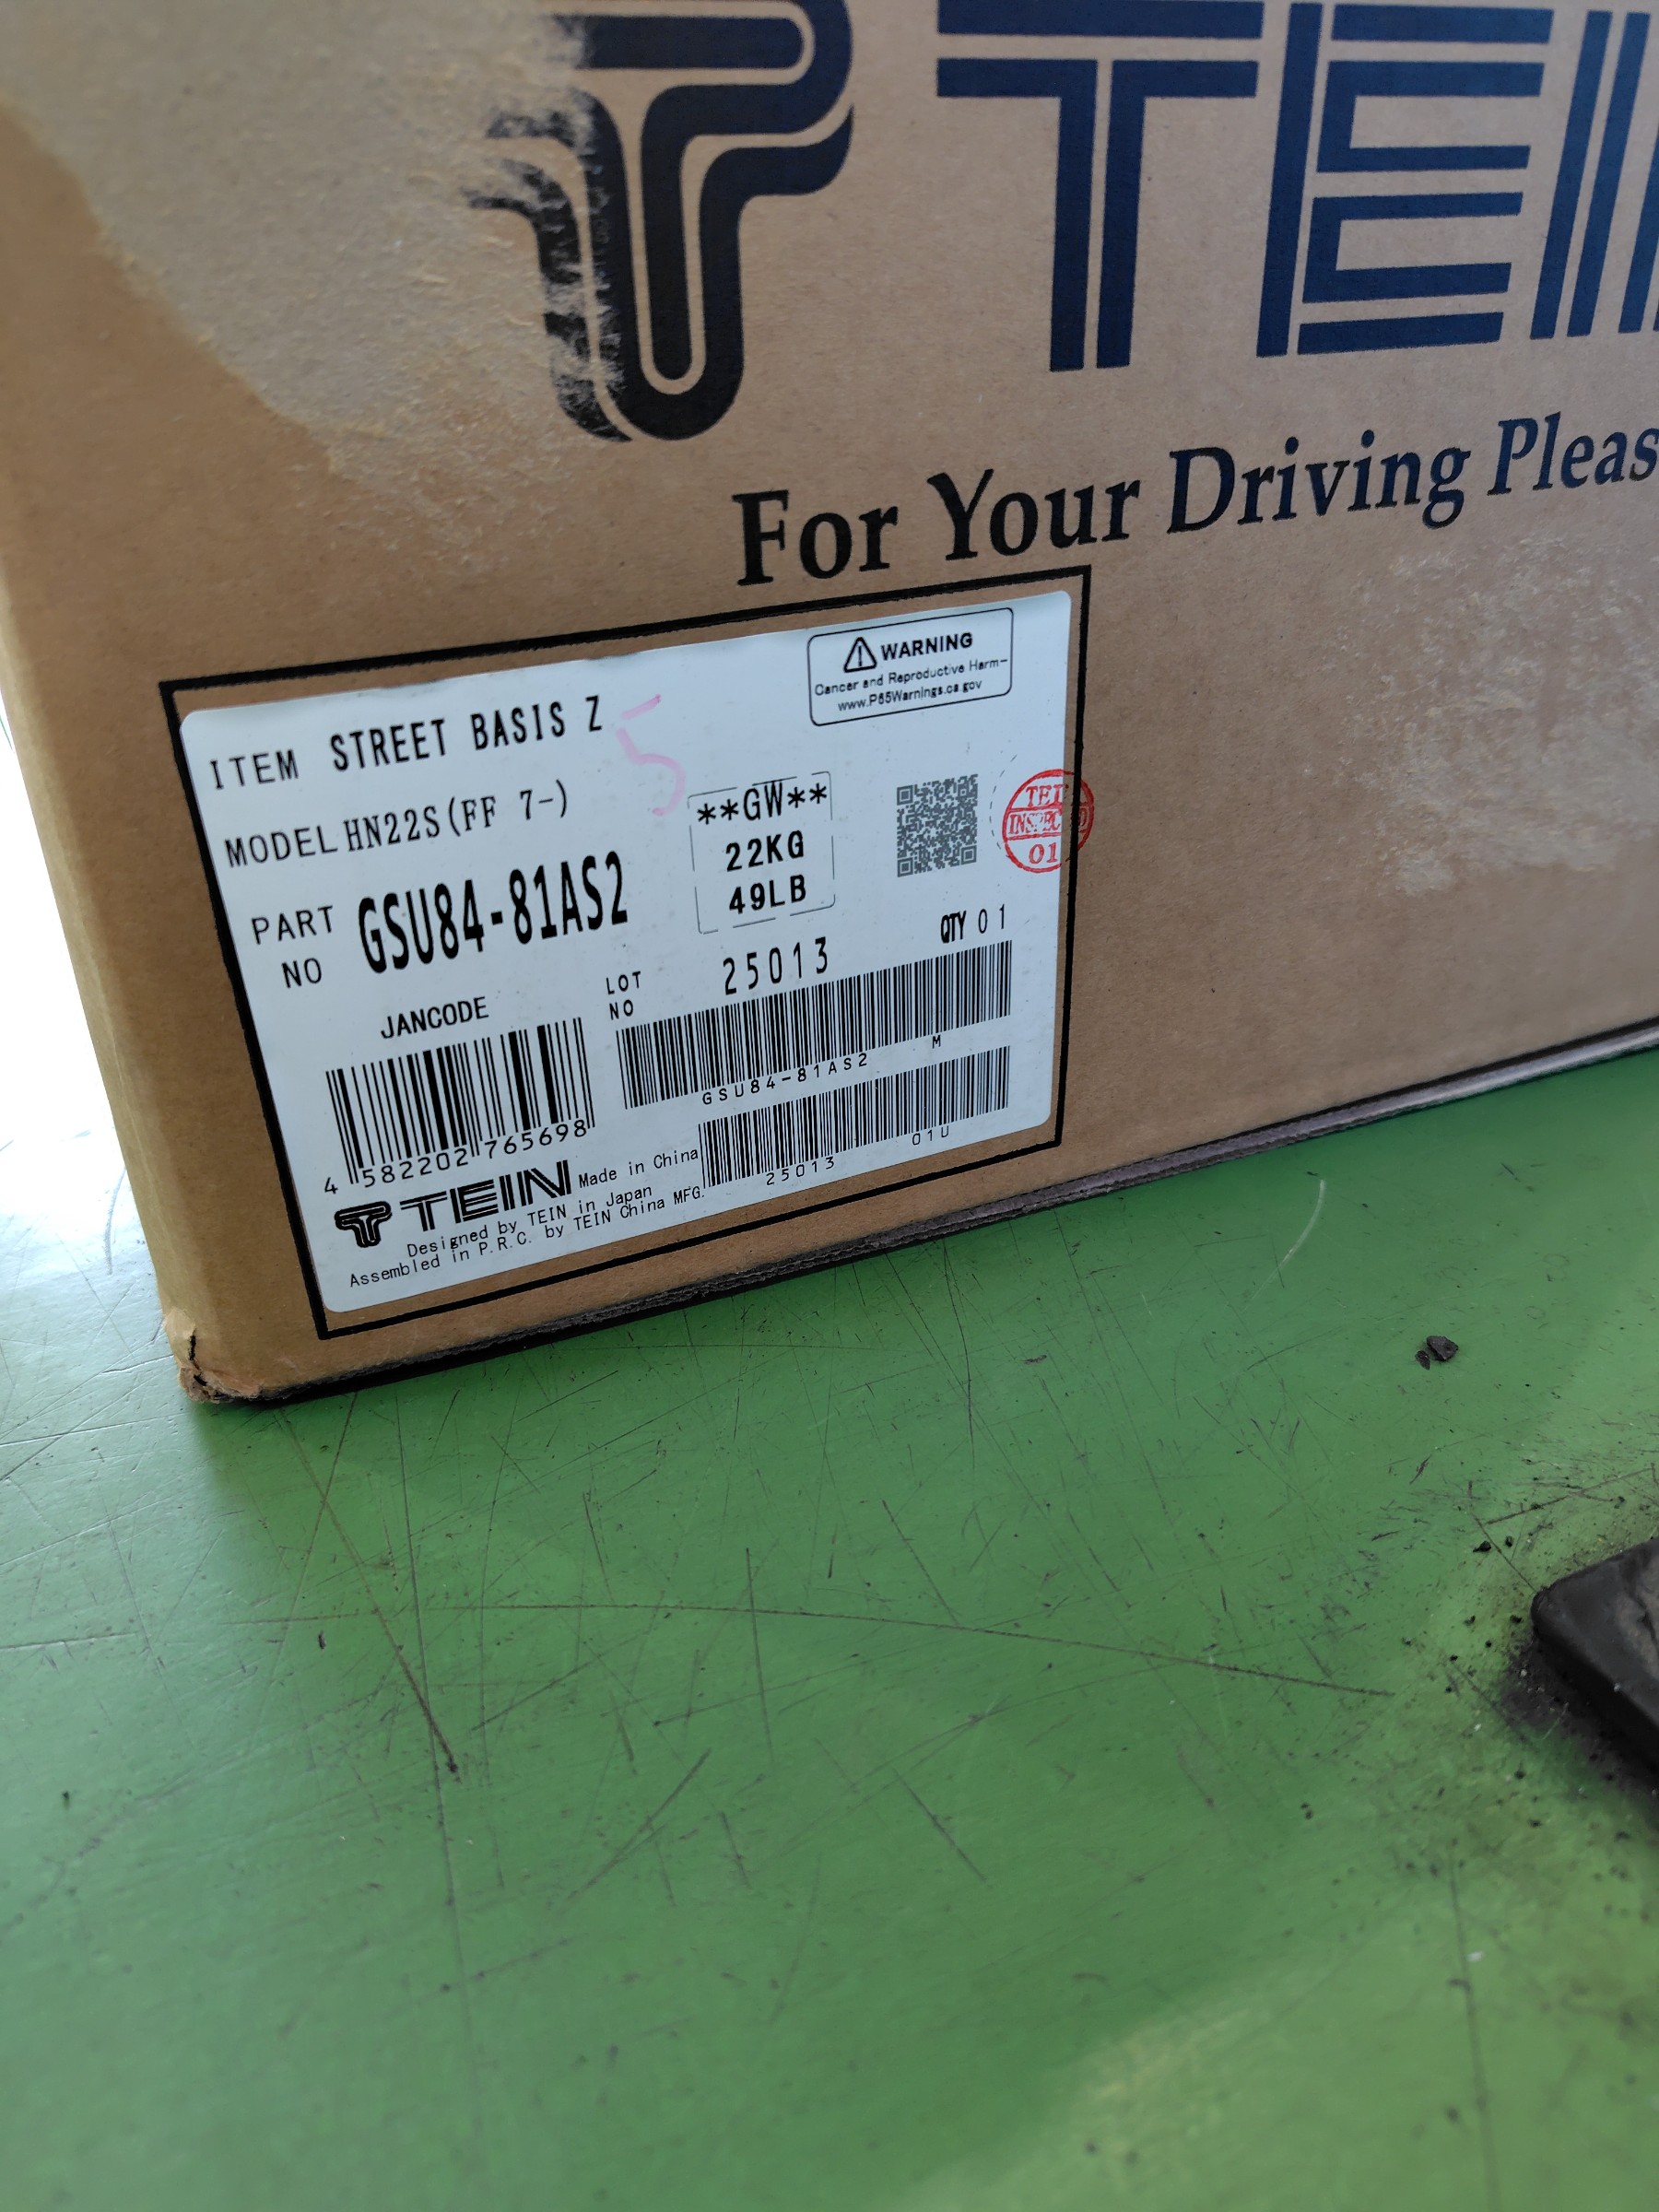 TEIN
For Your Driving Pleas
ITEM STREET BASIS Z
5
WARNING
Cancer and Reproductive Harm-
www.P65Warnings.ca.gov
MODEL HN22S(FF 7-)
**GW**
22KG
49LB
TEI
INSPECTED
01
PART NO GSU84-81AS2
LOT NO 25013
QTY 01
JANCODE
4 582202 765698
GSU84-81AS2 M
25013 01U
TEIN Made in China
Designed by TEIN in Japan
Assembled in P.R.C. by TEIN China MFG.